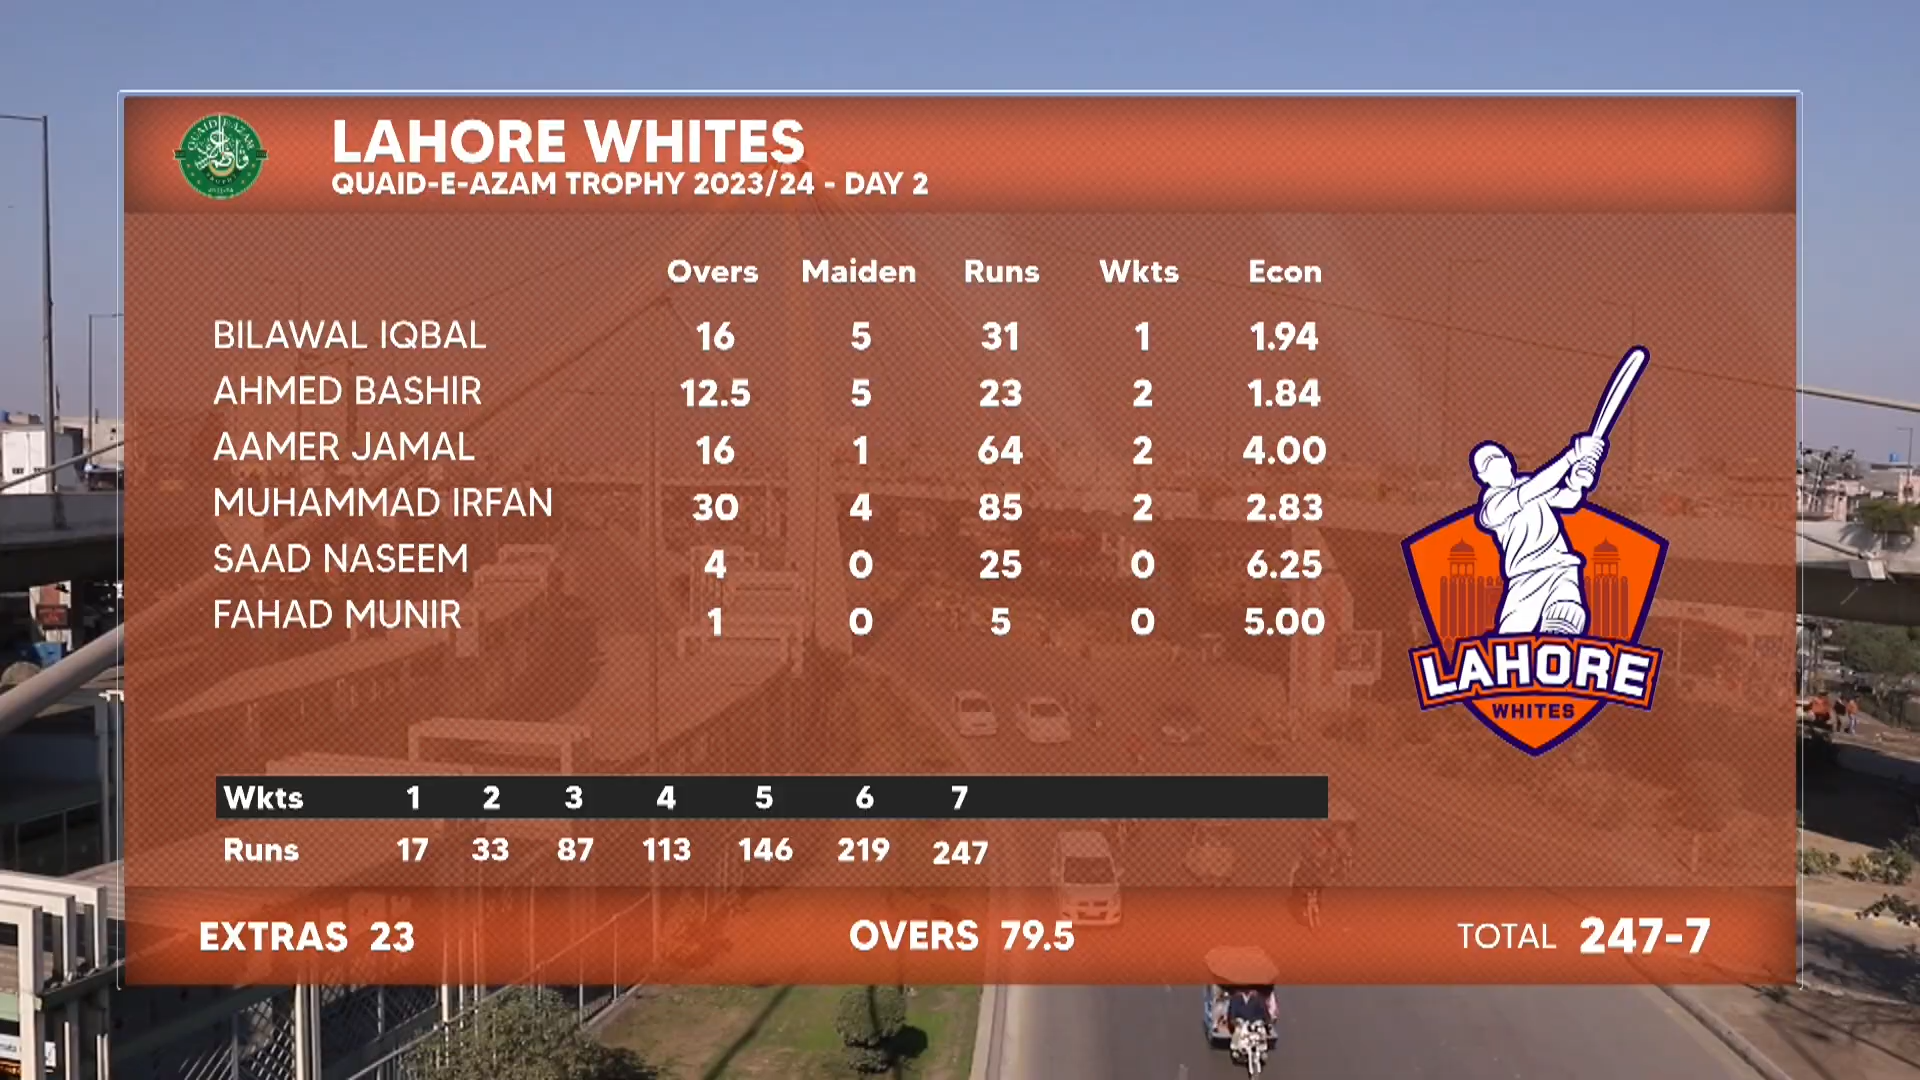 LAHORE WHITES
QUAID-E-AZAM TROPHY 2023/24 - DAY 2
Overs Maiden Runs Wkts Econ
BILAWAL IQBAL 16 5 31 1 1.94
AHMED BASHIR 12.5 5 23 2 1.84
AAMER JAMAL 16 1 64 2 4.00
MUHAMMAD IRFAN 30 4 85 2 2.83
SAAD NASEEM 4 0 25 0 6.25
FAHAD MUNIR 1 0 5 0 5.00
LAHORE
WHITES
Wkts 1 2 3 4 5 6 7
Runs 17 33 87 113 146 219 247
EXTRAS 23 OVERS 79.5 TOTAL 247-7